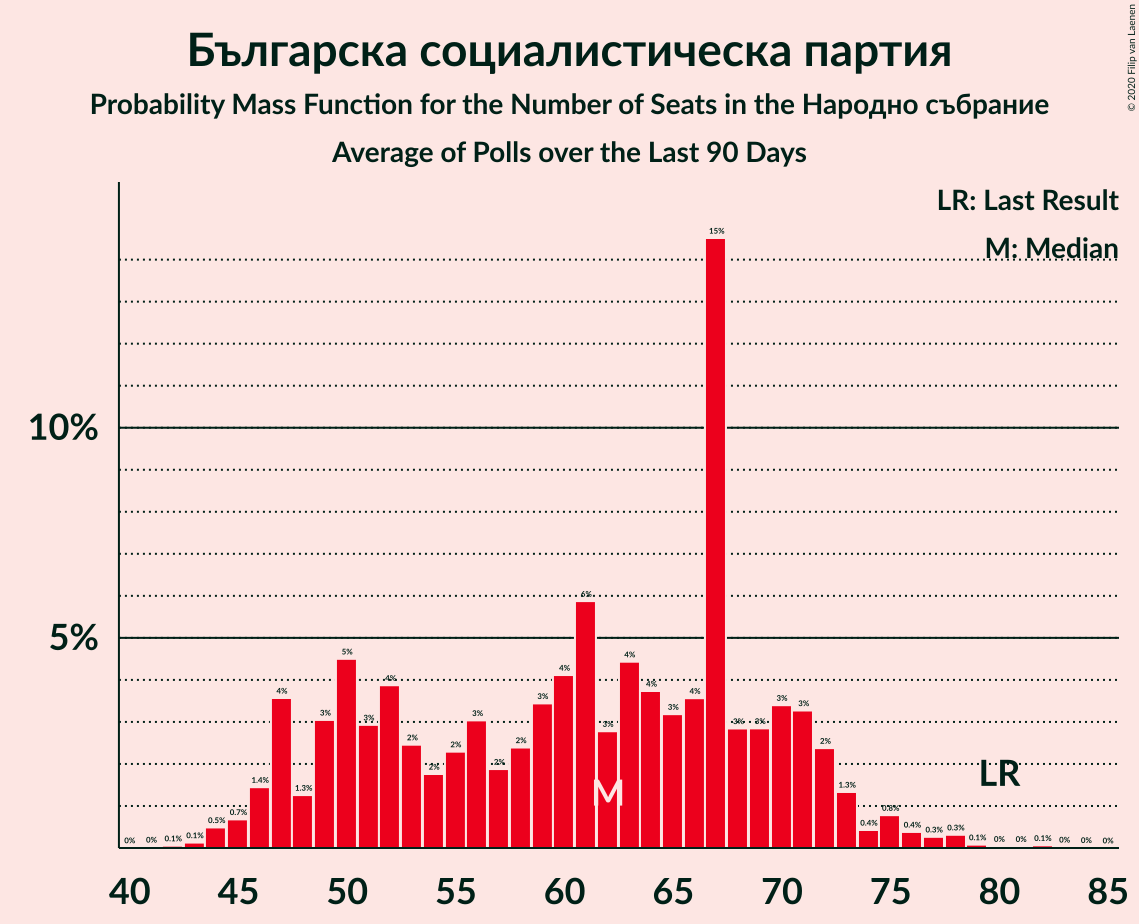 Българска социалистическа партия
Probability Mass Function for the Number of Seats in the Народно събрание
Average of Polls over the Last 90 Days
© 2020 Filip van Laenen
LR: Last Result
M: Median
10%
5%
0% 0% 0.1% 0.1% 0.5% 0.7% 1.4% 4% 1.3% 3% 5% 3% 4% 2% 2% 2% 3% 2% 2% 3% 4% 6% 3% 4% 4% 3% 4% 15% 3% 3% 3% 3% 2% 1.3% 0.4% 0.8% 0.4% 0.3% 0.3% 0.1% 0% 0% 0.1% 0% 0% 0%
M
LR
40 45 50 55 60 65 70 75 80 85